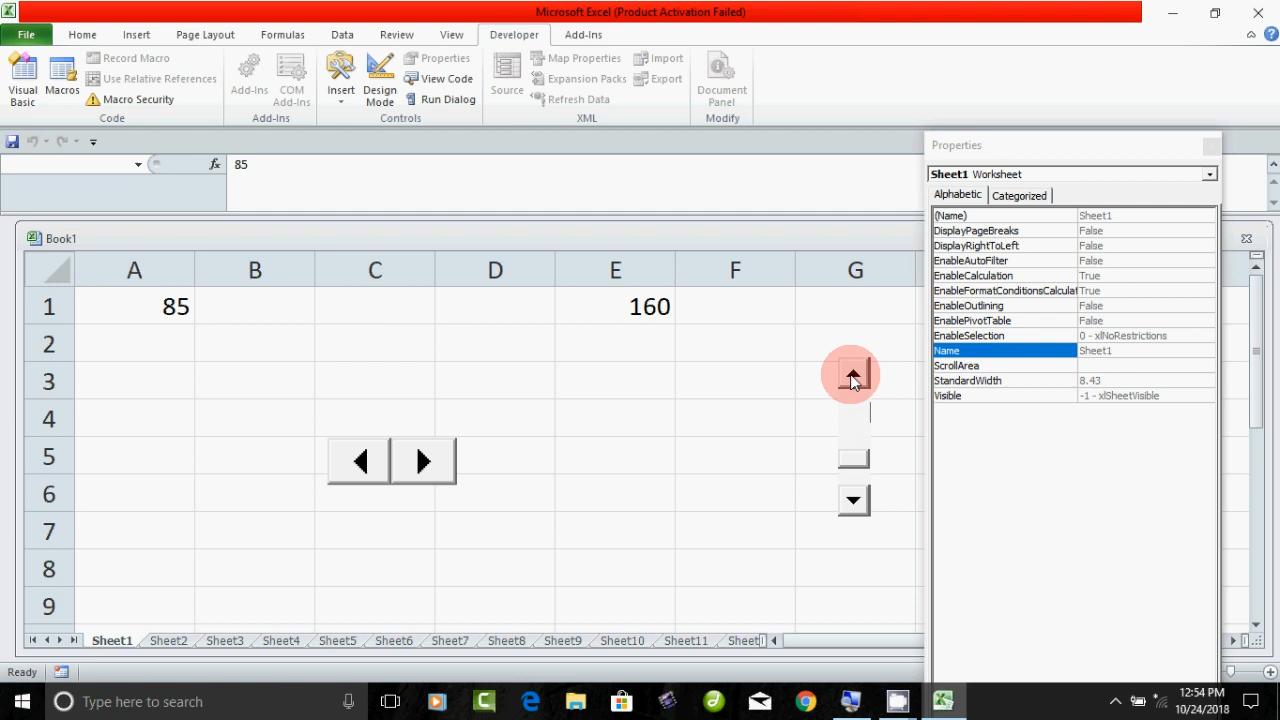 Microsoft Excel (Product Activation Failed)
File Home Insert Page Layout Formulas Data Review View Developer Add-Ins
Visual Basic
Macros
Record Macro
Use Relative References
Macro Security
Code
Add-Ins
COM Add-Ins
Add-Ins
Insert
Design Mode
Properties
View Code
Run Dialog
Controls
Source
Map Properties
Expansion Packs
Refresh Data
Import
Export
XML
Document Panel
Modify
fx 85
Properties
Sheet1 Worksheet
Alphabetic Categorized
(Name) Sheet1
DisplayPageBreaks False
DisplayRightToLeft False
EnableAutoFilter False
EnableCalculation True
EnableFormatConditionsCalculat True
EnableOutlining False
EnablePivotTable False
EnableSelection 0 - xlNoRestrictions
Name Sheet1
ScrollArea
StandardWidth 8.43
Visible -1 - xlSheetVisible
Book1
A B C D E F G
1 85 160
2
3
4
5
6
7
8
9
Sheet1 Sheet2 Sheet3 Sheet4 Sheet5 Sheet6 Sheet7 Sheet8 Sheet9 Sheet10 Sheet11 Sheet
Ready
Type here to search
12:54 PM
10/24/2018